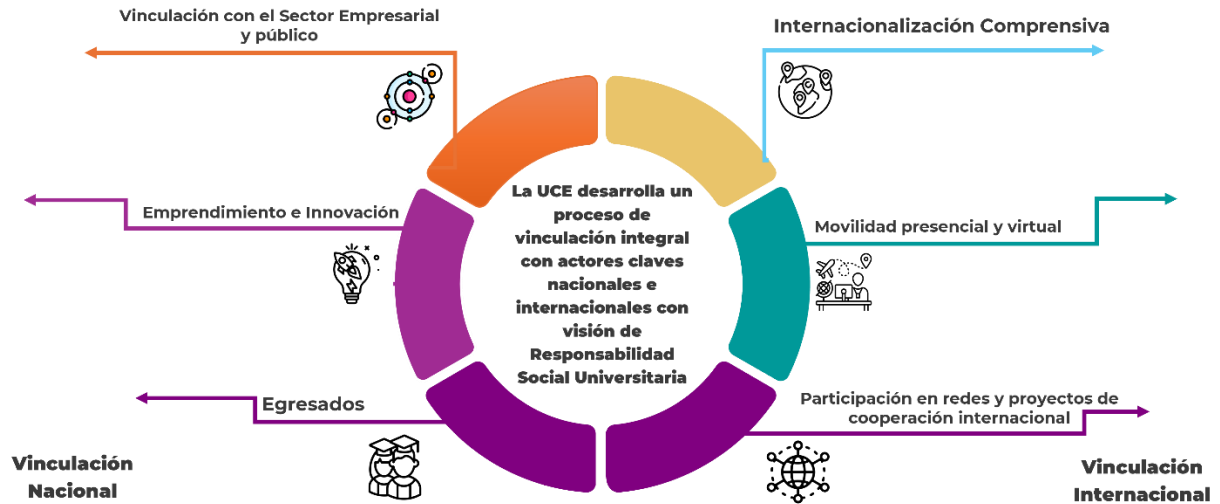 Vinculación con el Sector Empresarial
y público
Internacionalización Comprensiva
Emprendimiento e Innovación
Movilidad presencial y virtual
Egresados
Participación en redes y proyectos de
cooperación internacional
La UCE desarrolla un
proceso de
vinculación integral
con actores claves
nacionales e
internacionales con
visión de
Responsabilidad
Social Universitaria
Vinculación
Nacional
Vinculación
Internacional